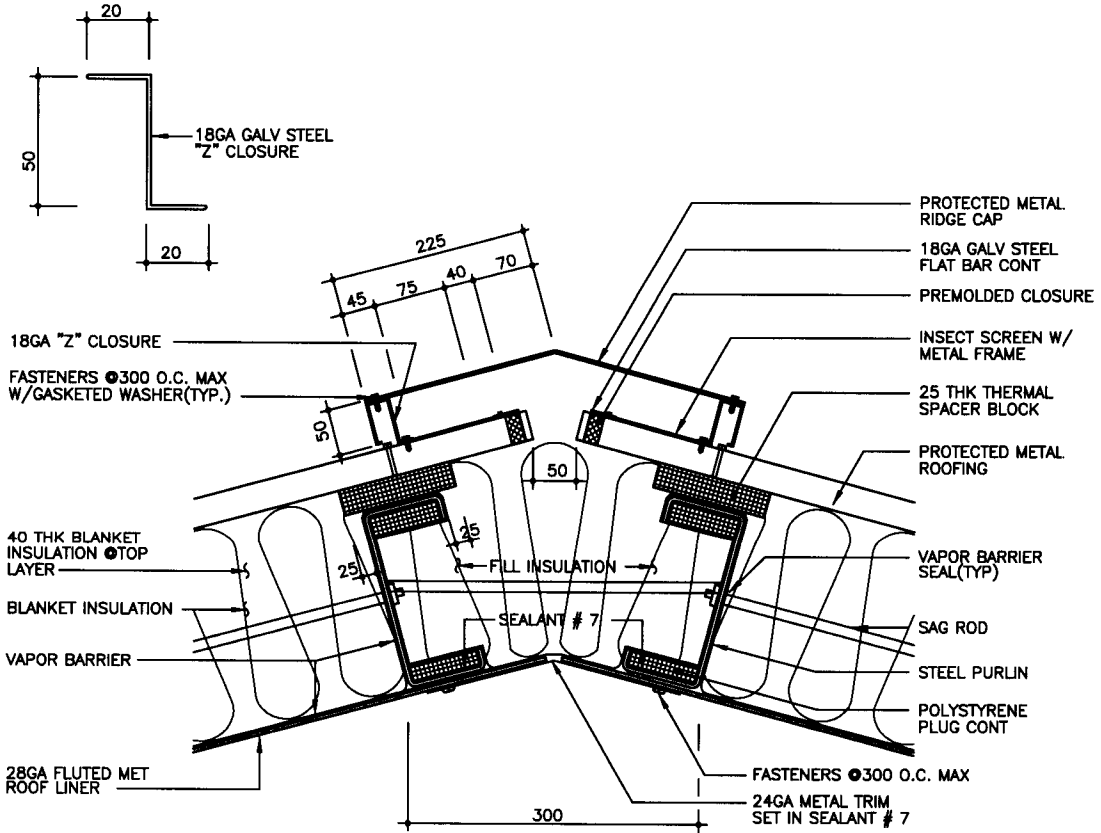 20
50
18GA GALV STEEL
"Z" CLOSURE
20
225
45
75
40
70
50
18GA "Z" CLOSURE
FASTENERS @300 O.C. MAX
W/GASKETED WASHER(TYP.)
40 THK BLANKET
INSULATION @TOP
LAYER
BLANKET INSULATION
VAPOR BARRIER
28GA FLUTED MET
ROOF LINER
50
25
25
FILL INSULATION
SEALANT # 7
300
PROTECTED METAL
RIDGE CAP
18GA GALV STEEL
FLAT BAR CONT
PREMOLDED CLOSURE
INSECT SCREEN W/
METAL FRAME
25 THK THERMAL
SPACER BLOCK
PROTECTED METAL
ROOFING
VAPOR BARRIER
SEAL(TYP)
SAG ROD
STEEL PURLIN
POLYSTYRENE
PLUG CONT
FASTENERS @300 O.C. MAX
24GA METAL TRIM
SET IN SEALANT # 7